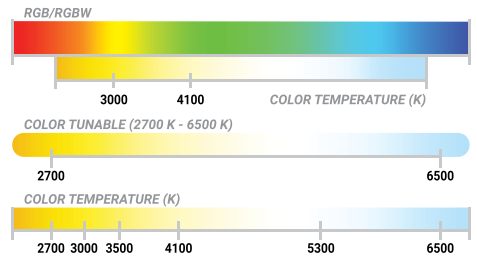 RGB/RGBW
3000 4100 COLOR TEMPERATURE (K)
COLOR TUNABLE (2700 K - 6500 K)
2700 6500
COLOR TEMPERATURE (K)
2700 3000 3500 4100 5300 6500